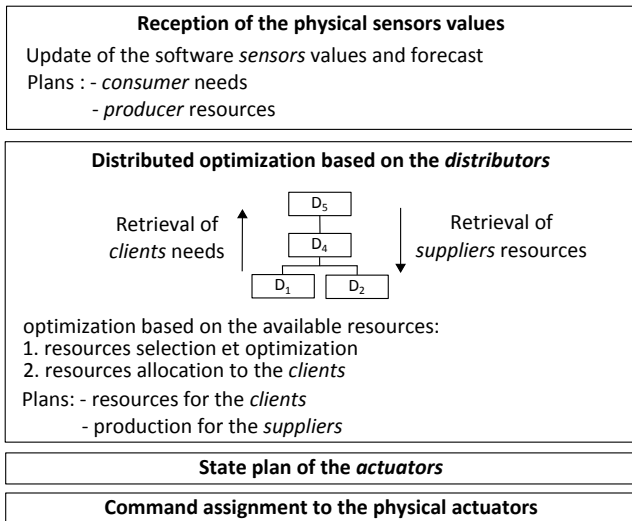 Reception of the physical sensors values
Update of the software sensors values and forecast
Plans : - consumer needs
- producer resources
Distributed optimization based on the distributors
D5
Retrieval of
clients needs
D4
Retrieval of
suppliers resources
D1
D2
optimization based on the available resources:
1. resources selection et optimization
2. resources allocation to the clients
Plans: - resources for the clients
- production for the suppliers
State plan of the actuators
Command assignment to the physical actuators